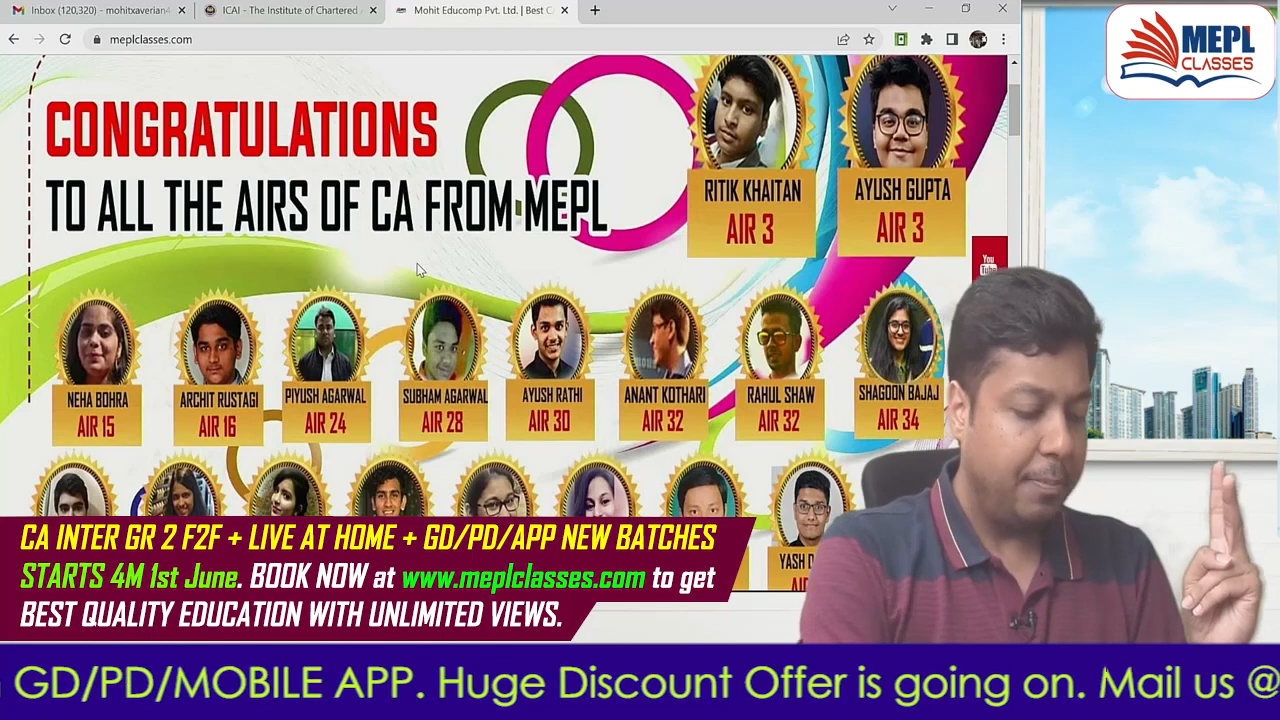 Inbox (120,320) - mohitxaverian4
ICAI - The Institute of Chartered
Mohit Educomp Pvt. Ltd. | Best C
meplclasses.com
MEPL
CLASSES
CONGRATULATIONS
TO ALL THE AIRS OF CA FROM MEPL
RITIK KHAITAN
AIR 3
AYUSH GUPTA
AIR 3
You
Tube
NEHA BOHRA
AIR 15
ARCHIT RUSTAGI
AIR 16
PIYUSH AGARWAL
AIR 24
SUBHAM AGARWAL
AIR 28
AYUSH RATHI
AIR 30
ANANT KOTHARI
AIR 32
RAHUL SHAW
AIR 32
SHAGOON BAJAJ
AIR 34
YASH
CA INTER GR 2 F2F + LIVE AT HOME + GD/PD/APP NEW BATCHES
STARTS 4M 1st June. BOOK NOW at www.meplclasses.com to get
BEST QUALITY EDUCATION WITH UNLIMITED VIEWS.
GD/PD/MOBILE APP. Huge Discount Offer is going on. Mail us @